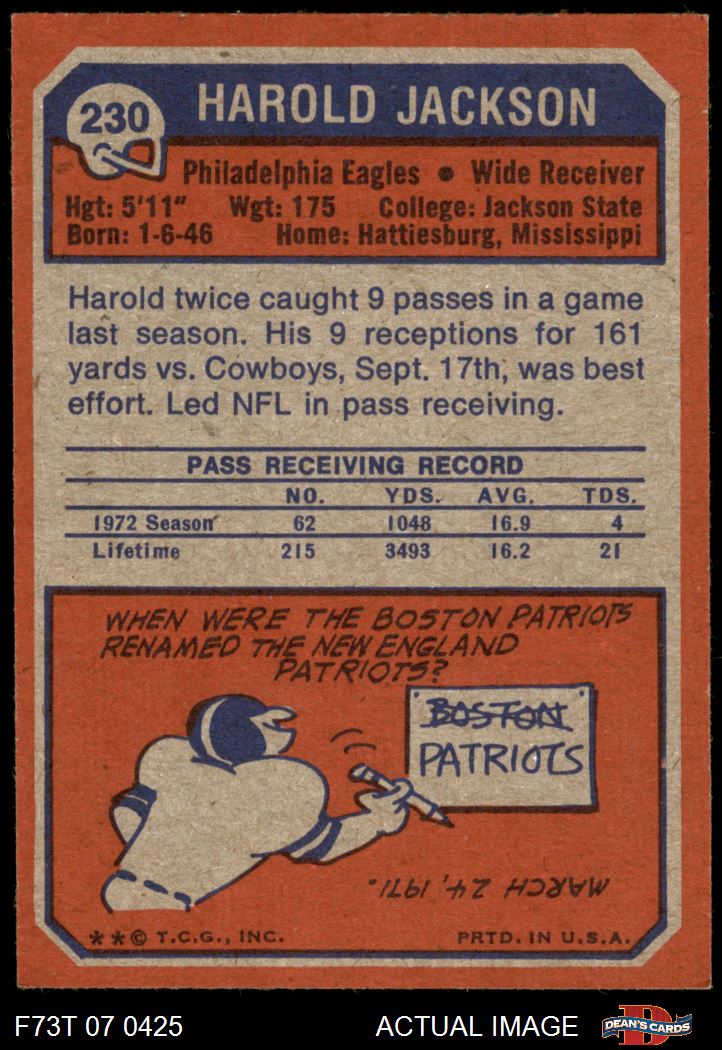 230
HAROLD JACKSON
Philadelphia Eagles • Wide Receiver
Hgt: 5'11" Wgt: 175 College: Jackson State
Born: 1-6-46 Home: Hattiesburg, Mississippi
Harold twice caught 9 passes in a game
last season. His 9 receptions for 161
yards vs. Cowboys, Sept. 17th, was best
effort. Led NFL in pass receiving.
PASS RECEIVING RECORD
NO. YDS. AVG. TDS.
1972 Season 62 1048 16.9 4
Lifetime 215 3493 16.2 21
WHEN WERE THE BOSTON PATRIOTS
RENAMED THE NEW ENGLAND
PATRIOTS?
BOSTON
PATRIOTS
MARCH 24, 1971.
**© T.C.G., INC. PRTD. IN U.S.A.
F73T 07 0425 ACTUAL IMAGE D DEAN'S CARDS